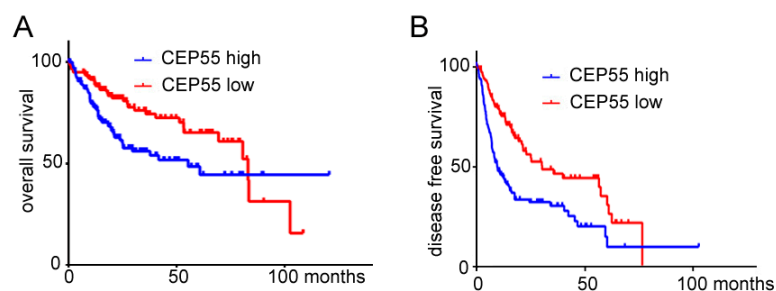 A
overall survival
100
50
0
CEP55 high
CEP55 low
0
50
100 months
B
disease free survival
100
50
0
CEP55 high
CEP55 low
0
50
100
months